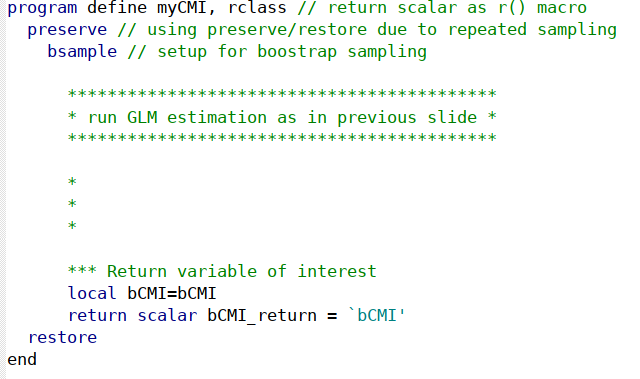 program define myCMI, rclass // return scalar as r() macro
preserve // using preserve/restore due to repeated sampling
bsample // setup for boostrap sampling
*******************************************
* run GLM estimation as in previous slide *
*******************************************
*
*
*
*** Return variable of interest
local bCMI=bCMI
return scalar bCMI_return = `bCMI'
restore
end